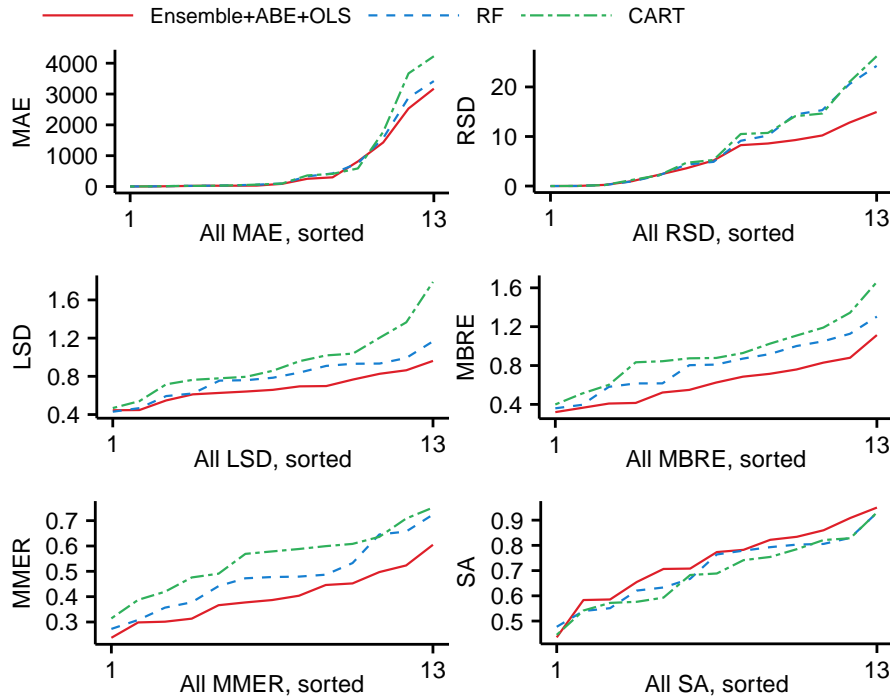 Ensemble+ABE+OLS RF CART
MAE
4000
3000
2000
1000
0
1 13
All MAE, sorted
RSD
20
10
0
1 13
All RSD, sorted
LSD
1.6
1.2
0.8
0.4
1 13
All LSD, sorted
MBRE
1.6
1.2
0.8
0.4
1 13
All MBRE, sorted
MMER
0.7
0.6
0.5
0.4
0.3
1 13
All MMER, sorted
SA
0.9
0.8
0.7
0.6
0.5
1 13
All SA, sorted